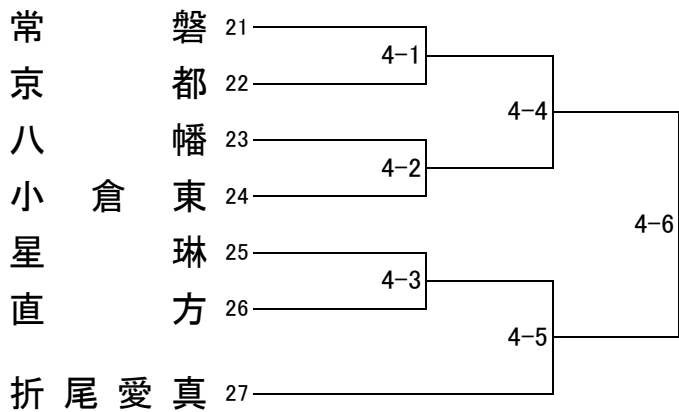 常磐 21
4-1
京都 22
4-4
八幡 23
4-2
小倉東 24
4-6
星琳 25
4-3
直方 26
4-5
折尾愛真 27